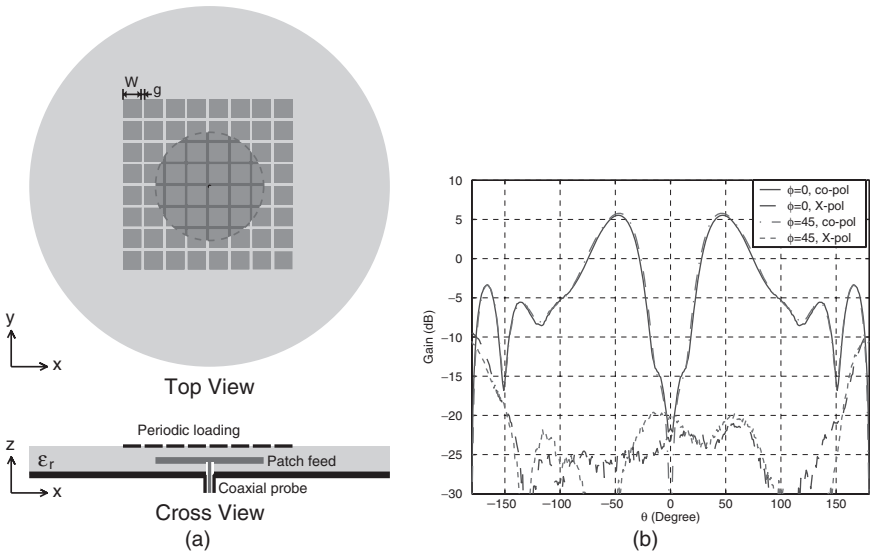 W
g
y
x
Top View
Periodic loading
z
εr
Patch feed
x
Coaxial probe
Cross View
(a)
10
5
0
−5
−10
−15
−20
−25
−30
Gain (dB)
−150
−100
−50
0
50
100
150
θ (Degree)
ϕ=0, co-pol
ϕ=0, X-pol
ϕ=45, co-pol
ϕ=45, X-pol
(b)